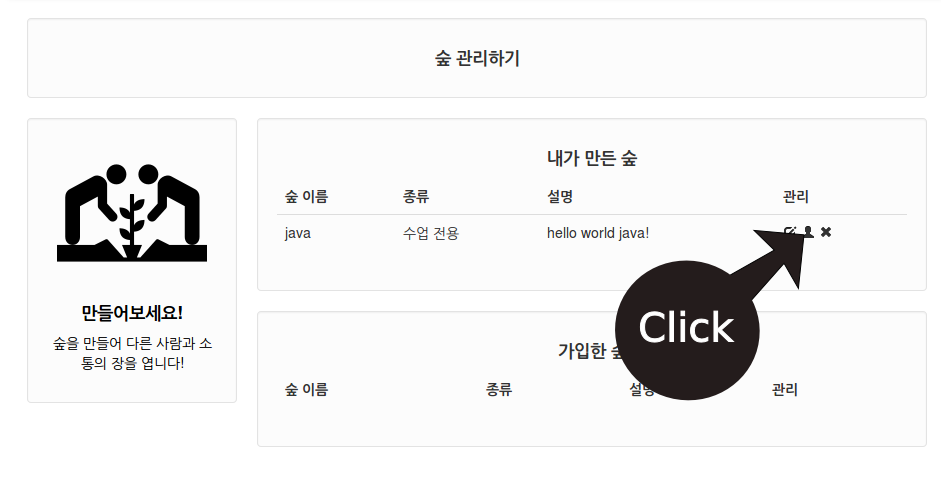 숲 관리하기
만들어보세요!
숲을 만들어 다른 사람과 소
통의 장을 엽니다!
내가 만든 숲
숲 이름 종류 설명 관리
java 수업 전용 hello world java!
Click
가입한 숲
숲 이름 종류 설명 관리